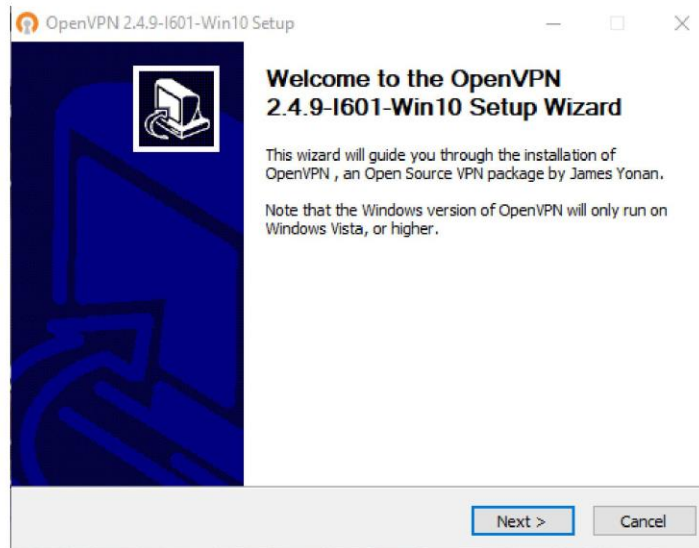 OpenVPN 2.4.9-I601-Win10 Setup
Welcome to the OpenVPN
2.4.9-I601-Win10 Setup Wizard
This wizard will guide you through the installation of
OpenVPN , an Open Source VPN package by James Yonan.
Note that the Windows version of OpenVPN will only run on
Windows Vista, or higher.
Next >
Cancel